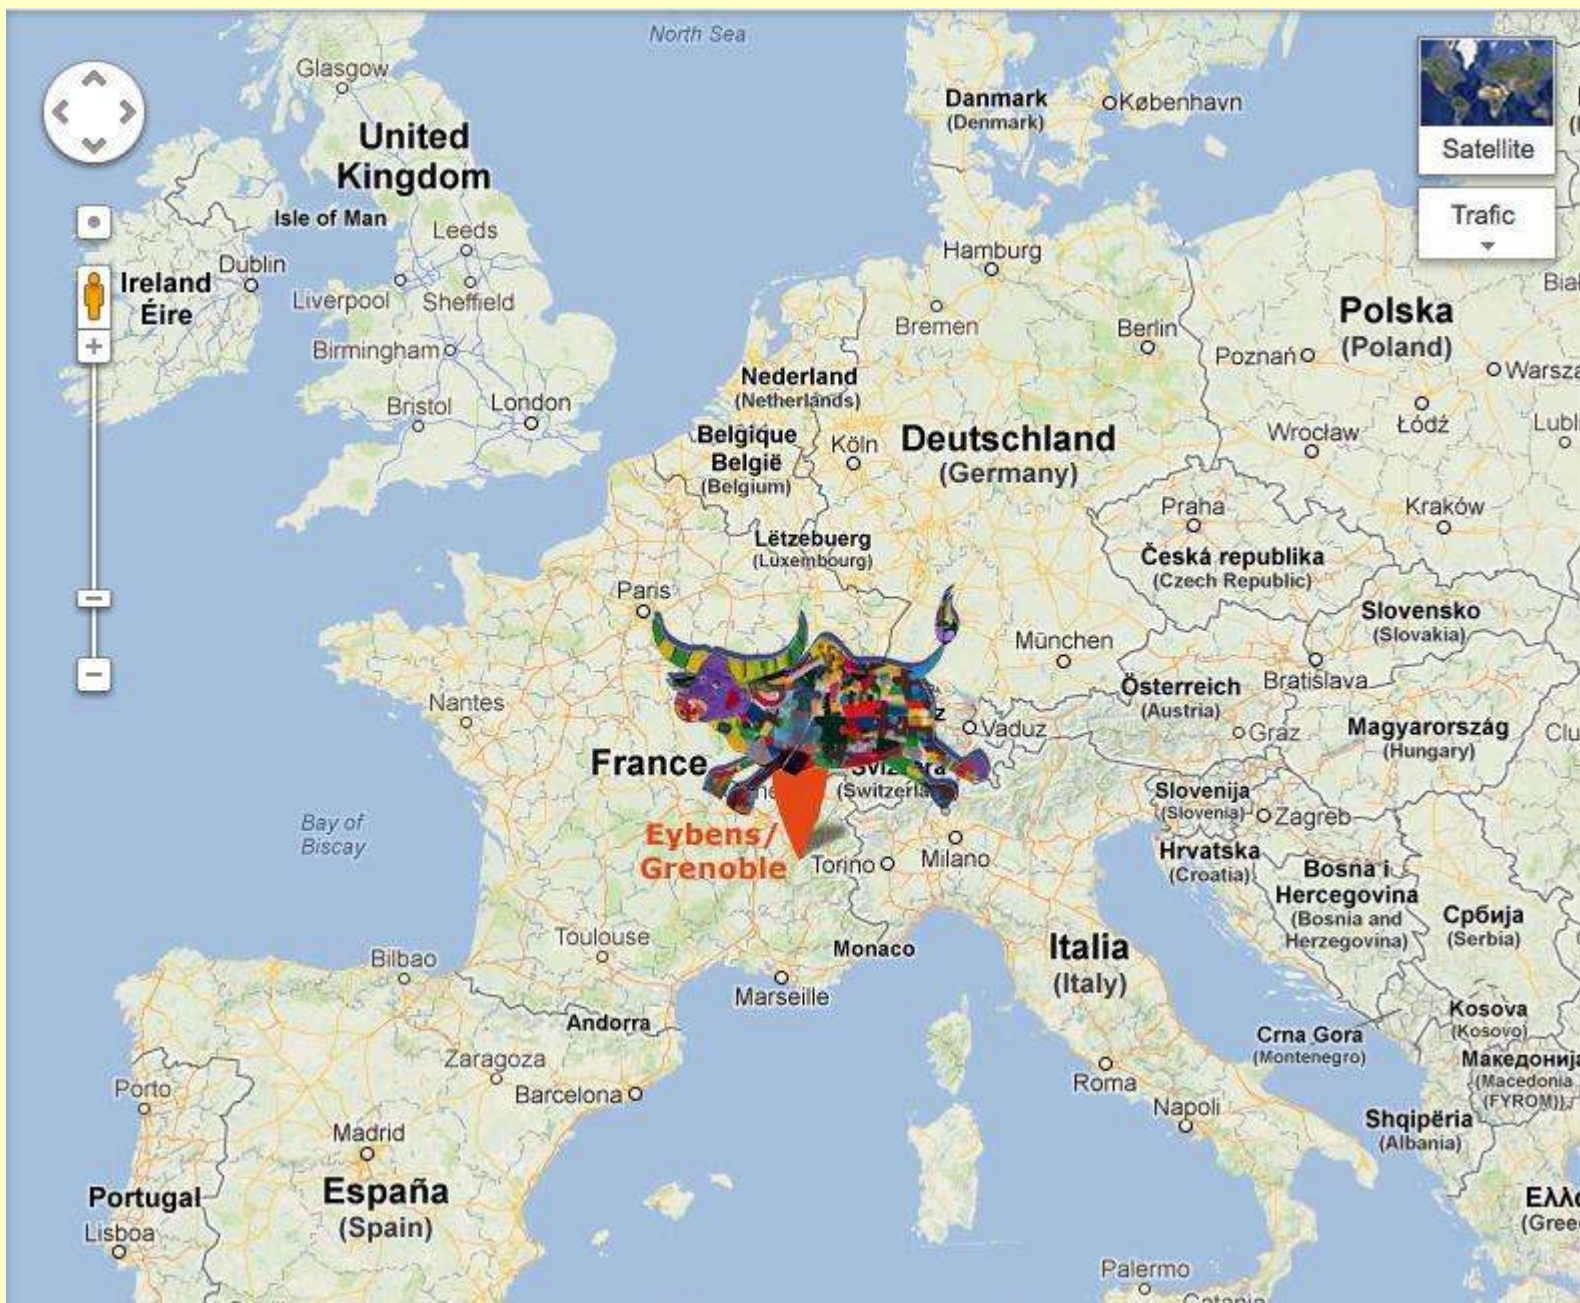 North Sea
Glasgow
Danmark
(Denmark)
København
Satellite
United
Kingdom
Isle of Man
Trafic
Leeds
Hamburg
Dublin
Ireland
Éire
Liverpool
Sheffield
Bremen
Berlin
Polska
(Poland)
Birmingham
Poznań
Nederland
(Netherlands)
Bristol
London
Łódź
Belgique
België
(Belgium)
Köln
Deutschland
(Germany)
Wrocław
Praha
Kraków
Lëtzebuerg
(Luxembourg)
Česká republika
(Czech Republic)
Paris
Slovensko
(Slovakia)
München
Bratislava
Österreich
(Austria)
Nantes
Vaduz
Graz
Magyarország
(Hungary)
France
Slovenija
(Slovenia)
Zagreb
Bay of
Biscay
Eybens/
Grenoble
Torino
Milano
Hrvatska
(Croatia)
Bosna i
Hercegovina
(Bosnia and
Herzegovina)
Србија
(Serbia)
Toulouse
Bilbao
Monaco
Italia
(Italy)
Marseille
Andorra
Kosova
(Kosovo)
Crna Gora
(Montenegro)
Zaragoza
Barcelona
Roma
(Macedonia
(FYROM))
Porto
Napoli
Madrid
Shqipëria
(Albania)
Portugal
España
(Spain)
Lisboa
Palermo